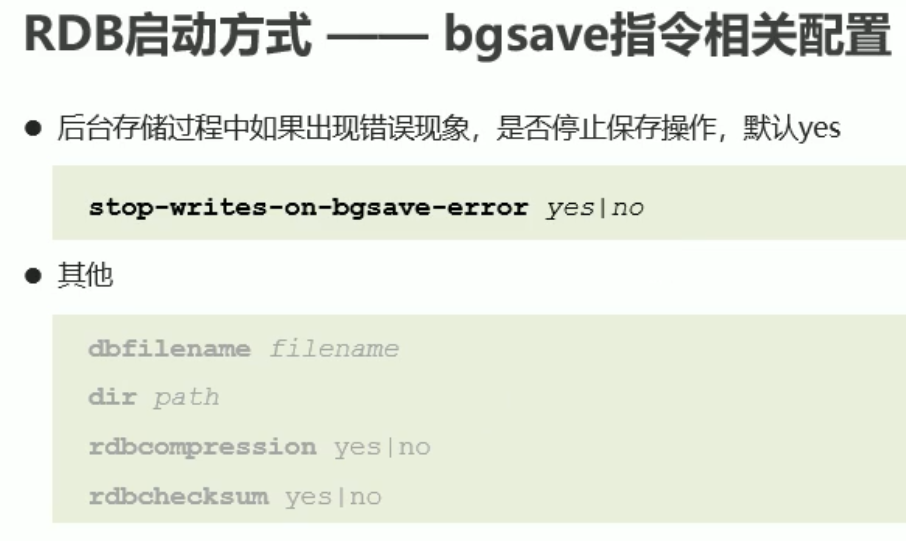 RDB启动方式 —— bgsave指令相关配置
● 后台存储过程中如果出现错误现象，是否停止保存操作，默认yes
stop-writes-on-bgsave-error yes|no
● 其他
dbfilename filename
dir path
rdbcompression yes|no
rdbchecksum yes|no